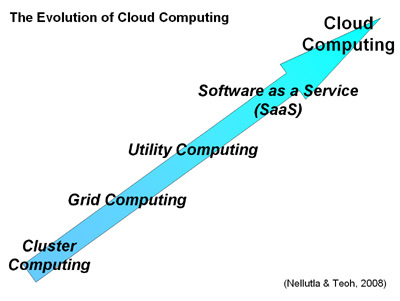 The Evolution of Cloud Computing
Cloud
Computing
Software as a Service
(SaaS)
Utility Computing
Grid Computing
Cluster
Computing
(Nellutla & Teoh, 2008)